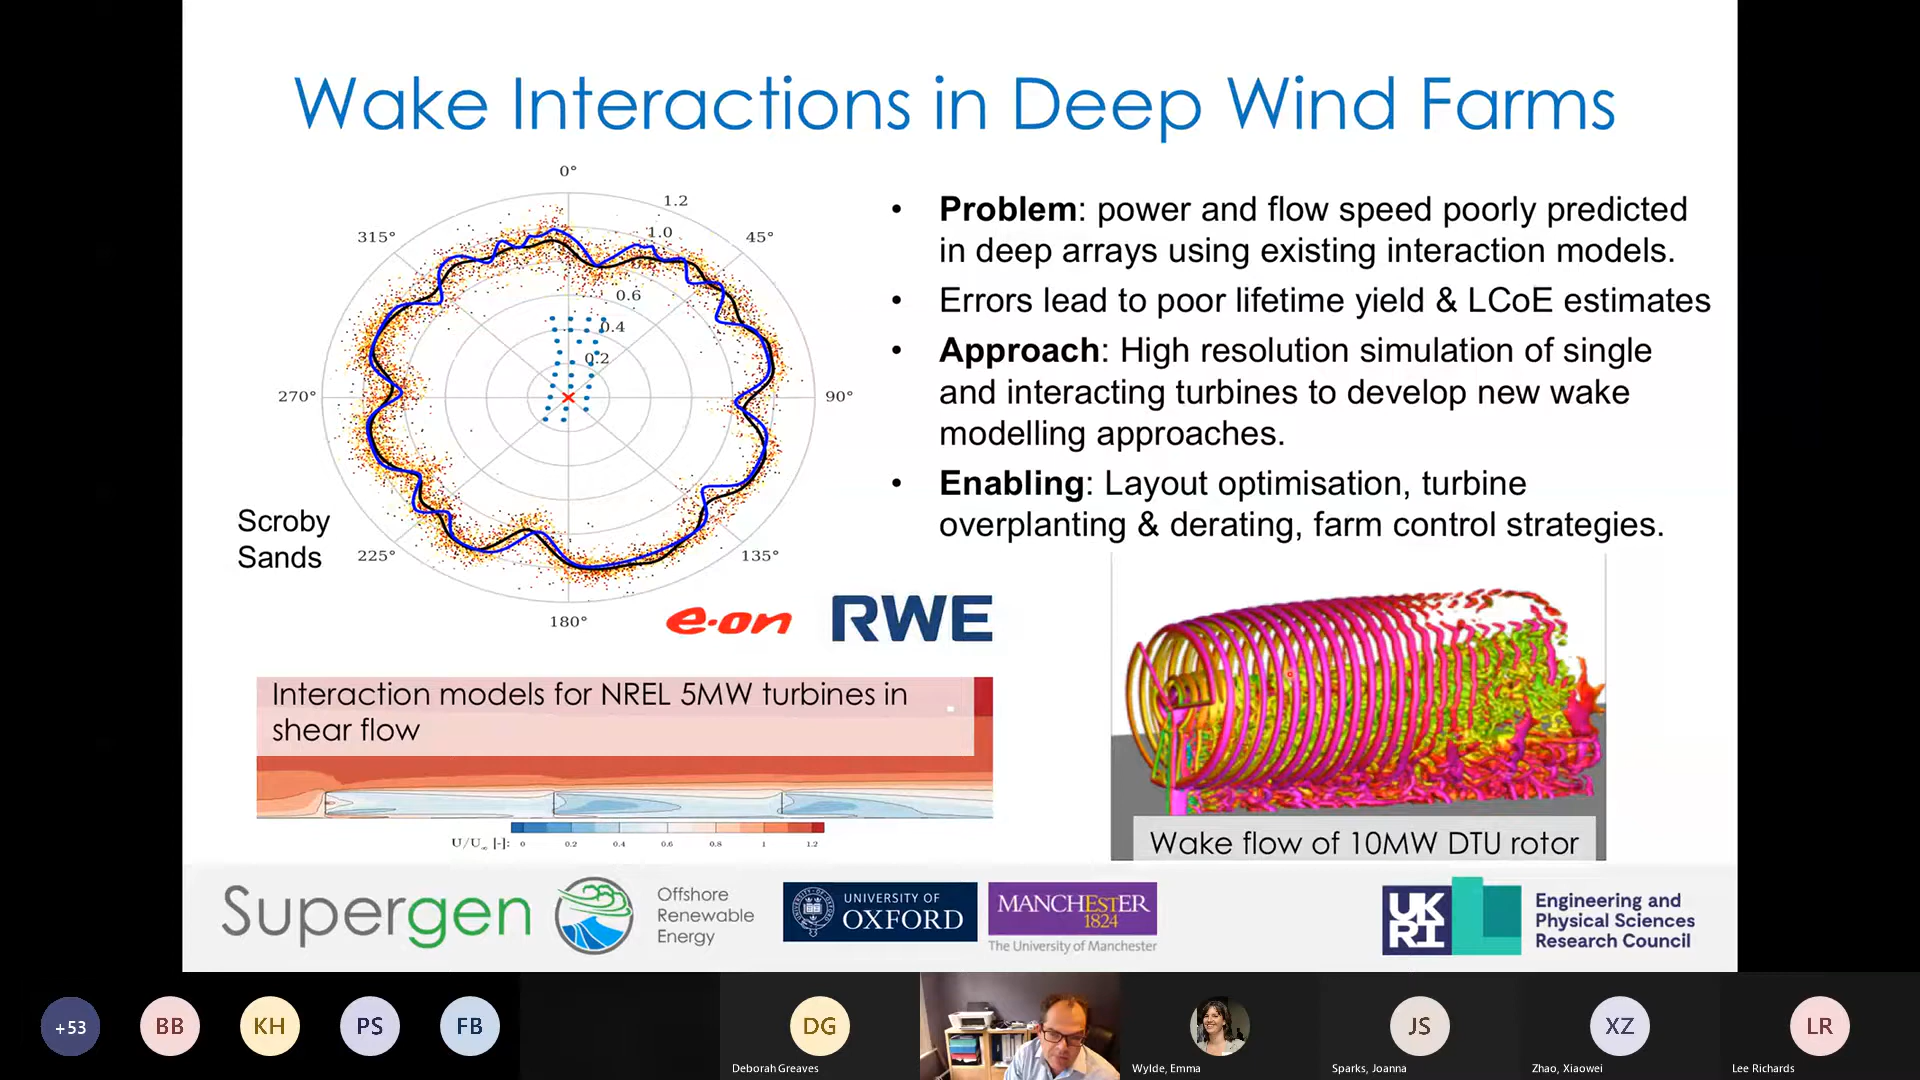 Wake Interactions in Deep Wind Farms
0°
45°
90°
135°
180°
225°
270°
315°
1.2
1.0
0.6
0.4
0.2
Scroby
Sands
• Problem: power and flow speed poorly predicted
in deep arrays using existing interaction models.
• Errors lead to poor lifetime yield & LCoE estimates
• Approach: High resolution simulation of single
and interacting turbines to develop new wake
modelling approaches.
• Enabling: Layout optimisation, turbine
overplanting & derating, farm control strategies.
e·on
RWE
Interaction models for NREL 5MW turbines in
shear flow
U/U∞ [-]: 0 0.2 0.4 0.6 0.8 1 1.2
Wake flow of 10MW DTU rotor
Supergen
Offshore
Renewable
Energy
UNIVERSITY OF
OXFORD
MANCHESTER
1824
The University of Manchester
UK
RI
Engineering and
Physical Sciences
Research Council
+53
BB
KH
PS
FB
DG
Deborah Greaves
Wylde, Emma
JS
Sparks, Joanna
XZ
Zhao, Xiaowei
LR
Lee Richards